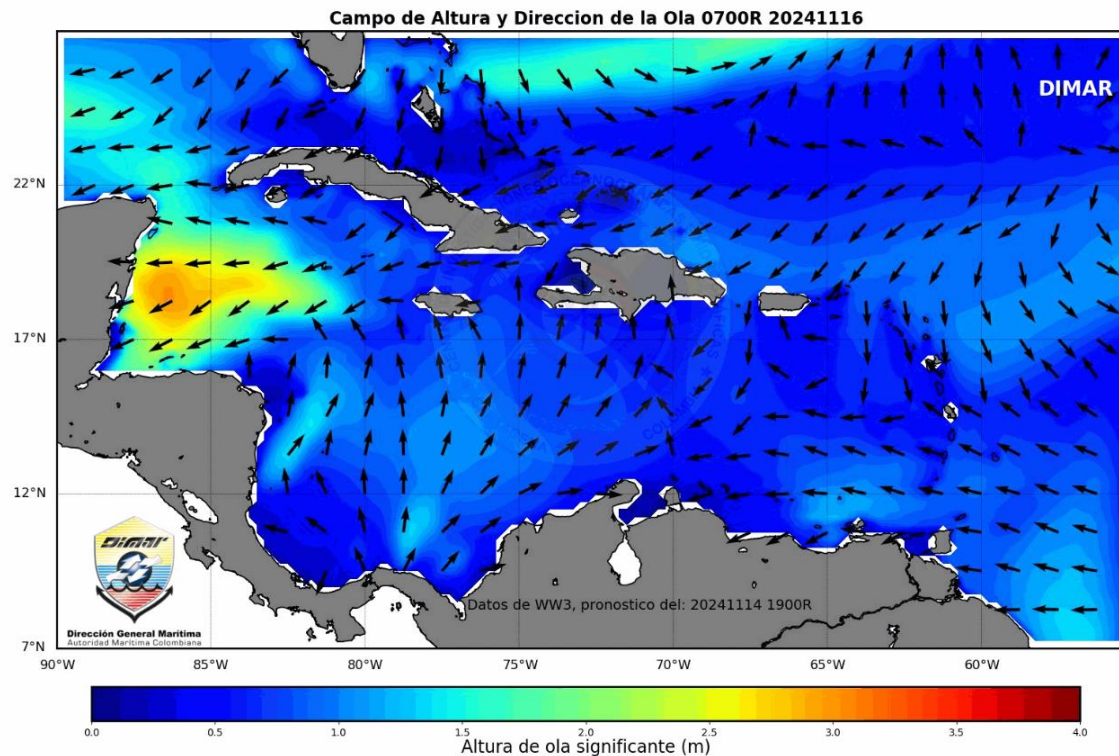 Campo de Altura y Direccion de la Ola 0700R 20241116
DIMAR
22°N
17°N
12°N
7°N
DIMAR
Dirección General Marítima
Autoridad Marítima Colombiana
Datos de WW3, pronostico del: 20241114 1900R
90°W 85°W 80°W 75°W 70°W 65°W 60°W
0.0 0.5 1.0 1.5 2.0 2.5 3.0 3.5 4.0
Altura de ola significante (m)